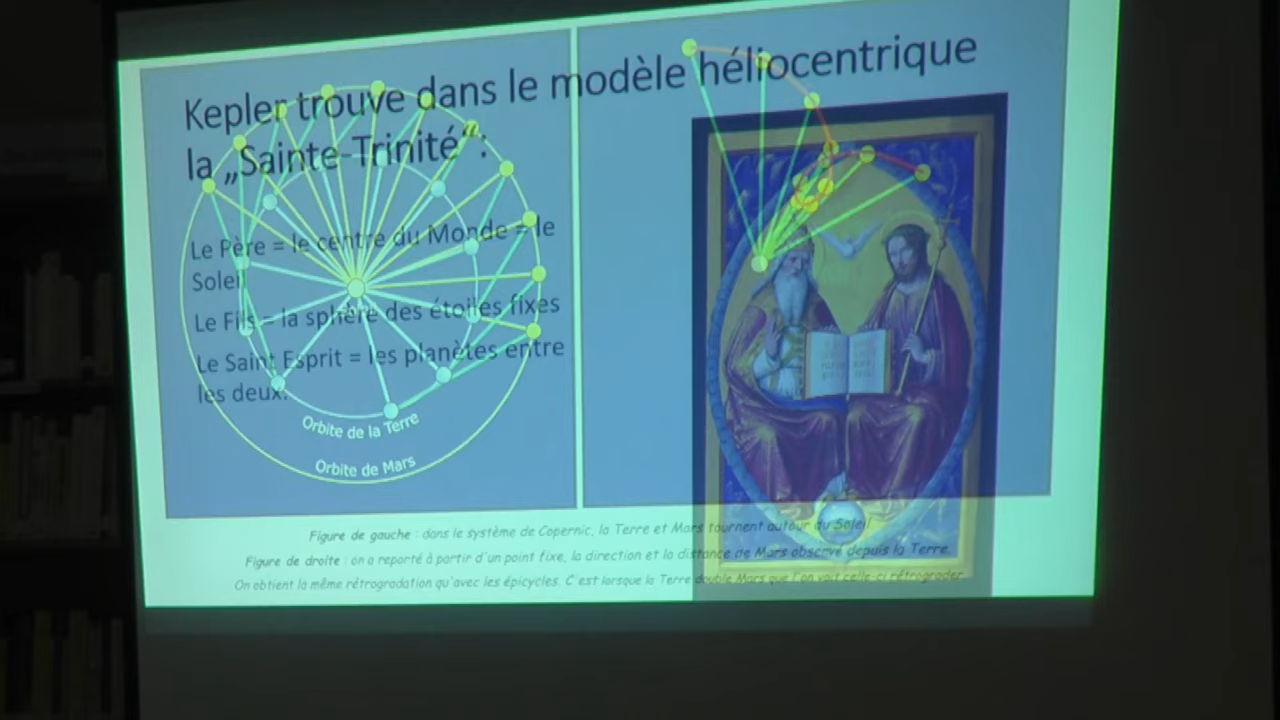 Kepler trouve dans le modèle héliocentrique
la „Sainte-Trinité“:
Le Père = le centre du Monde = le
Soleil
Le Fils = la sphère des étoiles fixes
Le Saint Esprit = les planètes entre
les deux.
Orbite de la Terre
Orbite de Mars
Figure de gauche : dans le système de Copernic, la Terre et Mars tournent autour du Soleil
Figure de droite : on a reporté à partir d'un point fixe, la direction et la distance de Mars observé depuis la Terre.
On obtient la même rétrogradation qu'avec les épicycles. C'est lorsque la Terre double Mars que l'on voit celle-ci rétrograder